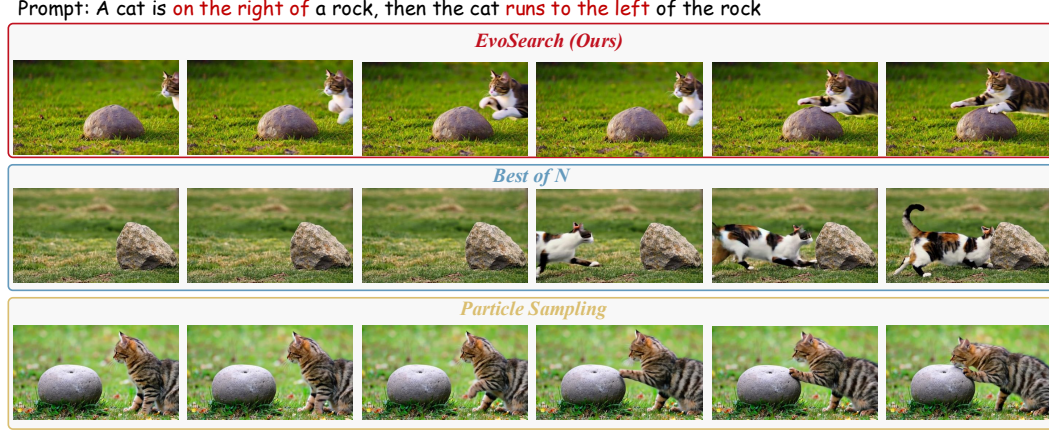 Prompt: A cat is on the right of a rock, then the cat runs to the left of the rock
EvoSearch (Ours)
Best of N
Particle Sampling